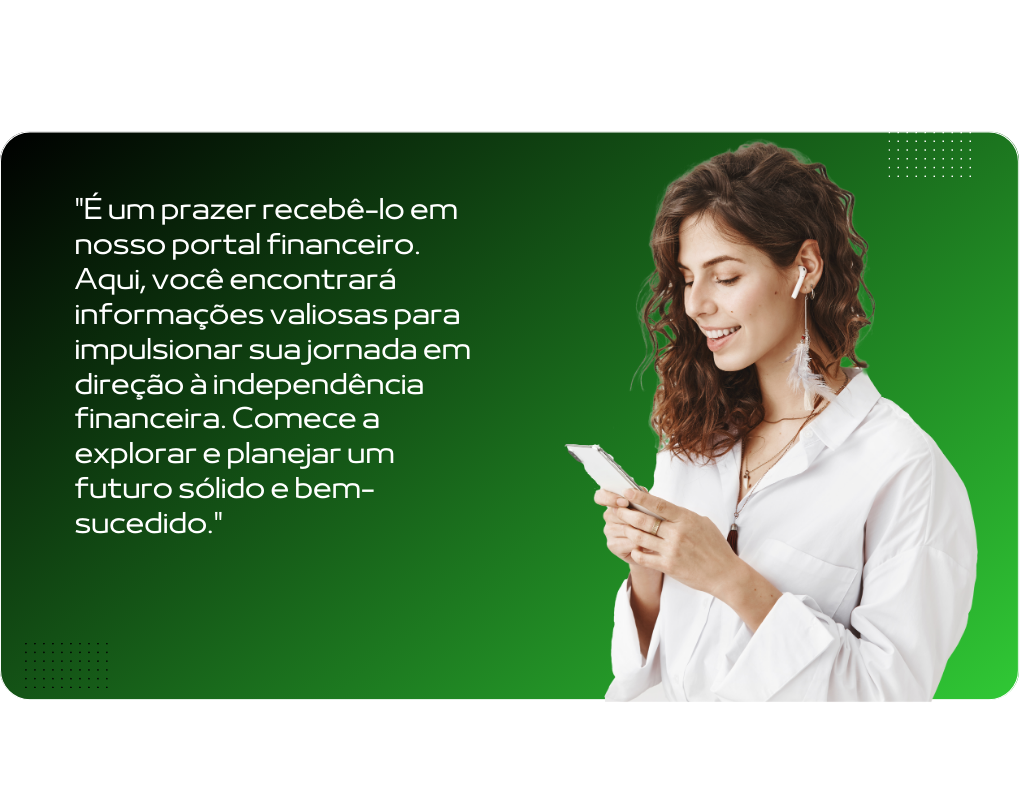 "É um prazer recebê-lo em
nosso portal financeiro.
Aqui, você encontrará
informações valiosas para
impulsionar sua jornada em
direção à independência
financeira. Comece a
explorar e planejar um
futuro sólido e bem-
sucedido."